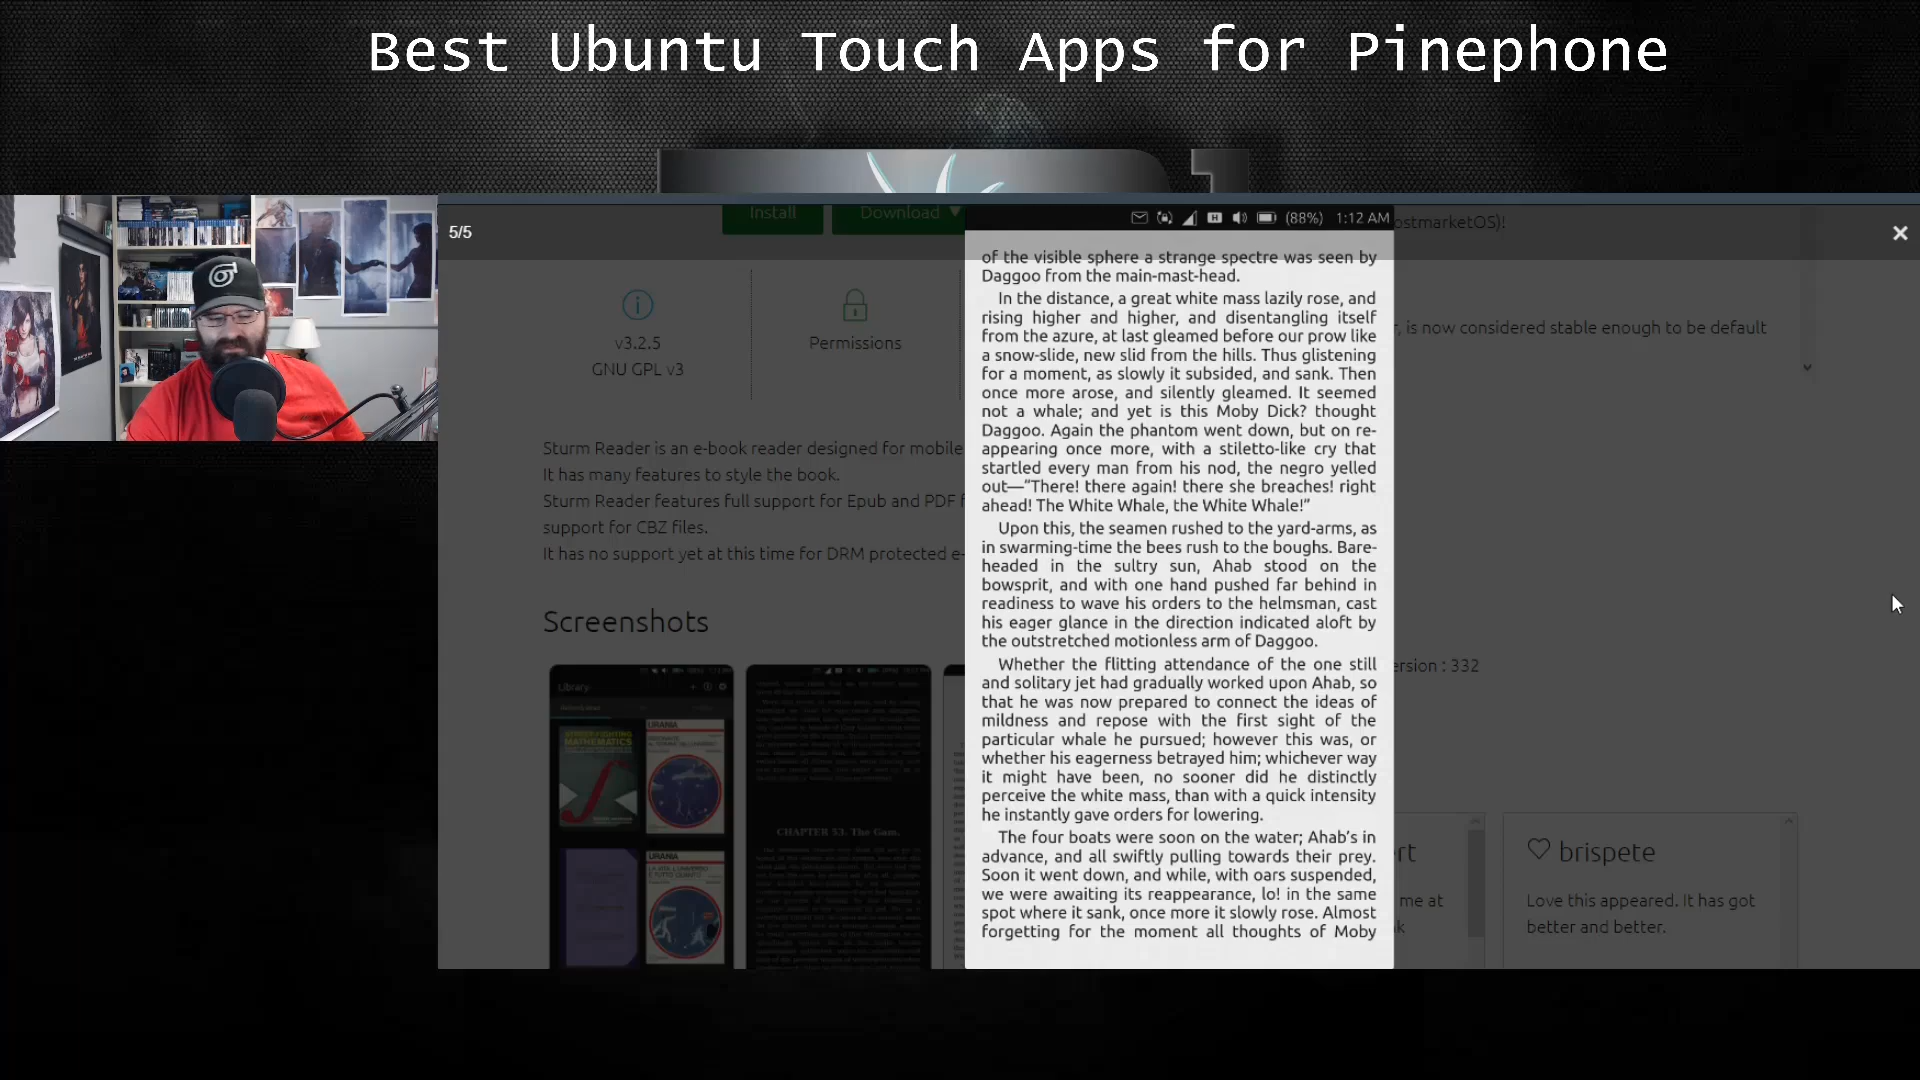 Best Ubuntu Touch Apps for Pinephone
Install
Download
5/5
(88%) 1:12 AM
ostmarketOS)!
v3.2.5
GNU GPL v3
Permissions
, is now considered stable enough to be default
Sturm Reader is an e-book reader designed for mobile
It has many features to style the book.
Sturm Reader features full support for Epub and PDF f
support for CBZ files.
It has no support yet at this time for DRM protected e-
Screenshots
of the visible sphere a strange spectre was seen by
Daggoo from the main-mast-head.
In the distance, a great white mass lazily rose, and
rising higher and higher, and disentangling itself
from the azure, at last gleamed before our prow like
a snow-slide, new slid from the hills. Thus glistening
for a moment, as slowly it subsided, and sank. Then
once more arose, and silently gleamed. It seemed
not a whale; and yet is this Moby Dick? thought
Daggoo. Again the phantom went down, but on re-
appearing once more, with a stiletto-like cry that
startled every man from his nod, the negro yelled
out—"There! there again! there she breaches! right
ahead! The White Whale, the White Whale!"
Upon this, the seamen rushed to the yard-arms, as
in swarming-time the bees rush to the boughs. Bare-
headed in the sultry sun, Ahab stood on the
bowsprit, and with one hand pushed far behind in
readiness to wave his orders to the helmsman, cast
his eager glance in the direction indicated aloft by
the outstretched motionless arm of Daggoo.
Whether the flitting attendance of the one still
and solitary jet had gradually worked upon Ahab, so
that he was now prepared to connect the ideas of
mildness and repose with the first sight of the
particular whale he pursued; however this was, or
whether his eagerness betrayed him; whichever way
it might have been, no sooner did he distinctly
perceive the white mass, than with a quick intensity
he instantly gave orders for lowering.
The four boats were soon on the water; Ahab's in
advance, and all swiftly pulling towards their prey.
Soon it went down, and while, with oars suspended,
we were awaiting its reappearance, lo! in the same
spot where it sank, once more it slowly rose. Almost
forgetting for the moment all thoughts of Moby
ersion : 332
Library
STREET-FIGHTING
MATHEMATICS
URANIA
URANIA
CHAPTER 53. The Gam.
rt
me at
k
brispete
Love this appeared. It has got
better and better.